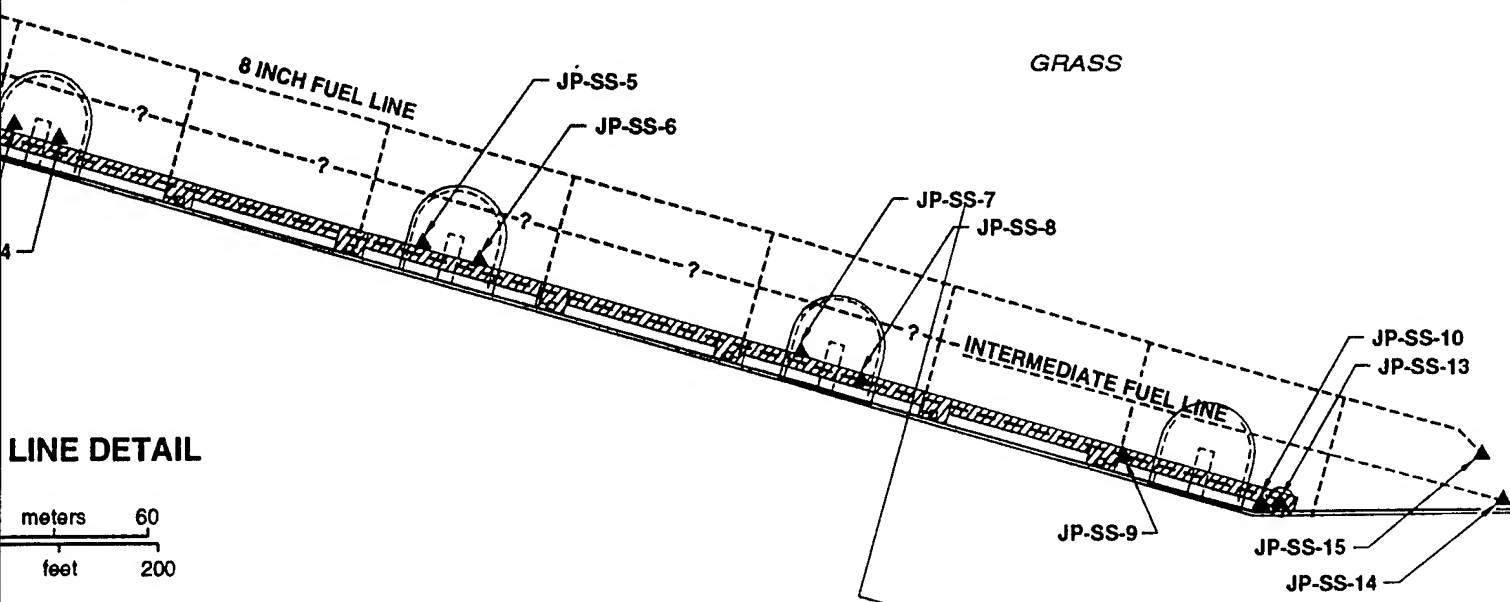 GRASS
8 INCH FUEL LINE
JP-SS-5
JP-SS-6
?
?
?
?
?
JP-SS-7
JP-SS-8
4
INTERMEDIATE FUEL LINE
JP-SS-10
JP-SS-13
LINE DETAIL
meters 60
feet 200
JP-SS-9
JP-SS-15
JP-SS-14